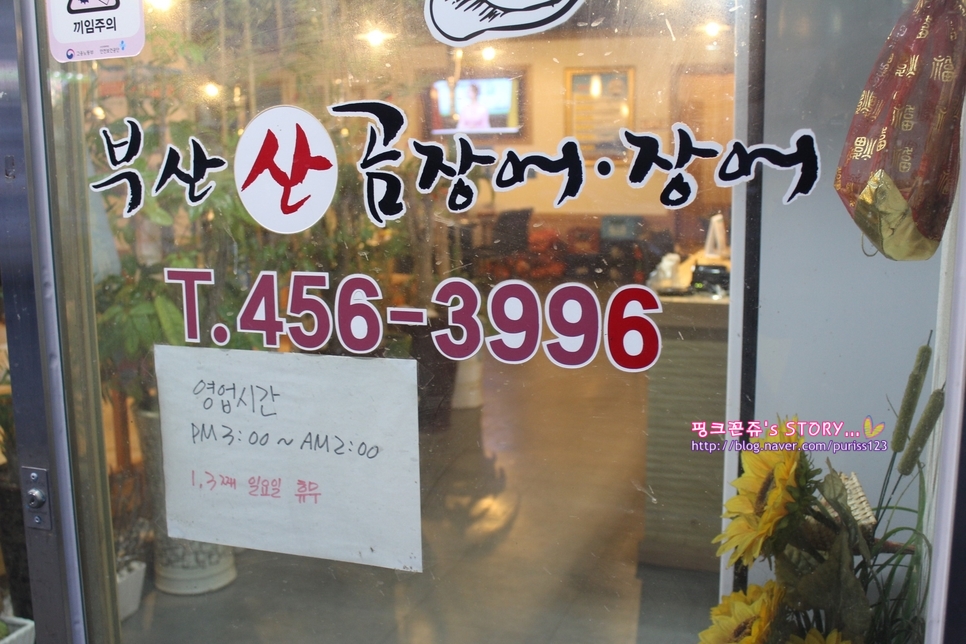 끼임주의
부산 산 곰장어·장어
T.456-3996
영업시간
PM 3:00 ~ AM 2:00
1, 3째 일요일 휴무
핑크꼰쥬's STORY...
http://blog.naver.com/puriss123